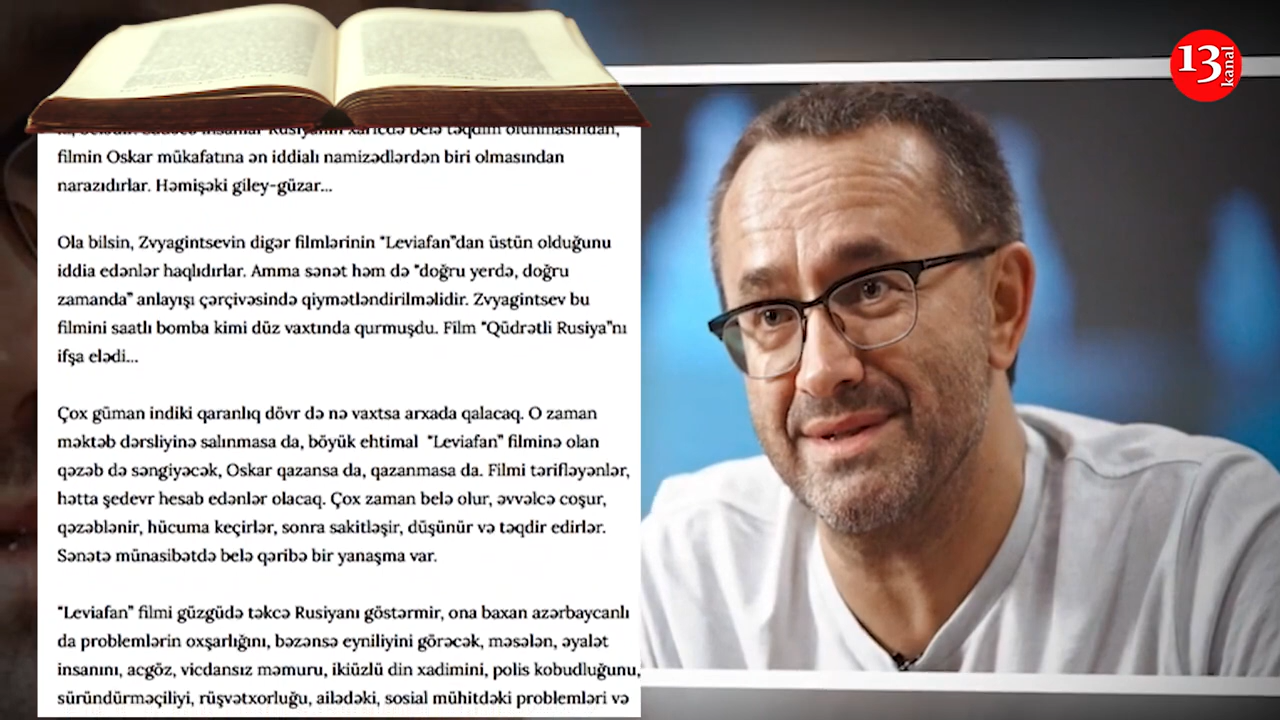 Rusiyanın xaricdə belə təqdim olunmasından,
filmin Oskar mükafatına ən iddialı namizədlərdən biri olmasından
narazıdırlar. Həmişəki giley-güzar...
Ola bilsin, Zvyagintsevin digər filmlərinin "Leviafan"dan üstün olduğunu
iddia edənlər haqlıdırlar. Amma sənət həm də "doğru yerdə, doğru
zamanda" anlayışı çərçivəsində qiymətləndirilməlidir. Zvyagintsev bu
filmini saatlı bomba kimi düz vaxtında qurmuşdu. Film "Qüdrətli Rusiya"nı
ifşa elədi...
Çox güman indiki qaranlıq dövr də nə vaxtsa arxada qalacaq. O zaman
məktəb dərsliyinə salınmasa da, böyük ehtimal "Leviafan" filminə olan
qəzəb də səngiyəcək, Oskar qazansa da, qazanmasa da. Filmi tərifləyənlər,
hətta şedevr hesab edənlər olacaq. Çox zaman belə olur, əvvəlcə coşur,
qəzəblənir, hücuma keçirlər, sonra sakitləşir, düşünür və təqdir edirlər.
Sənətə münasibətdə belə qəribə bir yanaşma var.
"Leviafan" filmi güzgüdə təkcə Rusiyanı göstərmir, ona baxan azərbaycanlı
da problemlərin oxşarlığını, bəzənsə eyniliyini görəcək, məsələn, əyalət
insanını, acgöz, vicdansız məmuru, ikiüzlü din xadimini, polis kobudluğunu,
süründürməçiliyi, rüşvətxorluğu, ailədəki, sosial mühitdəki problemləri və
13 kanal